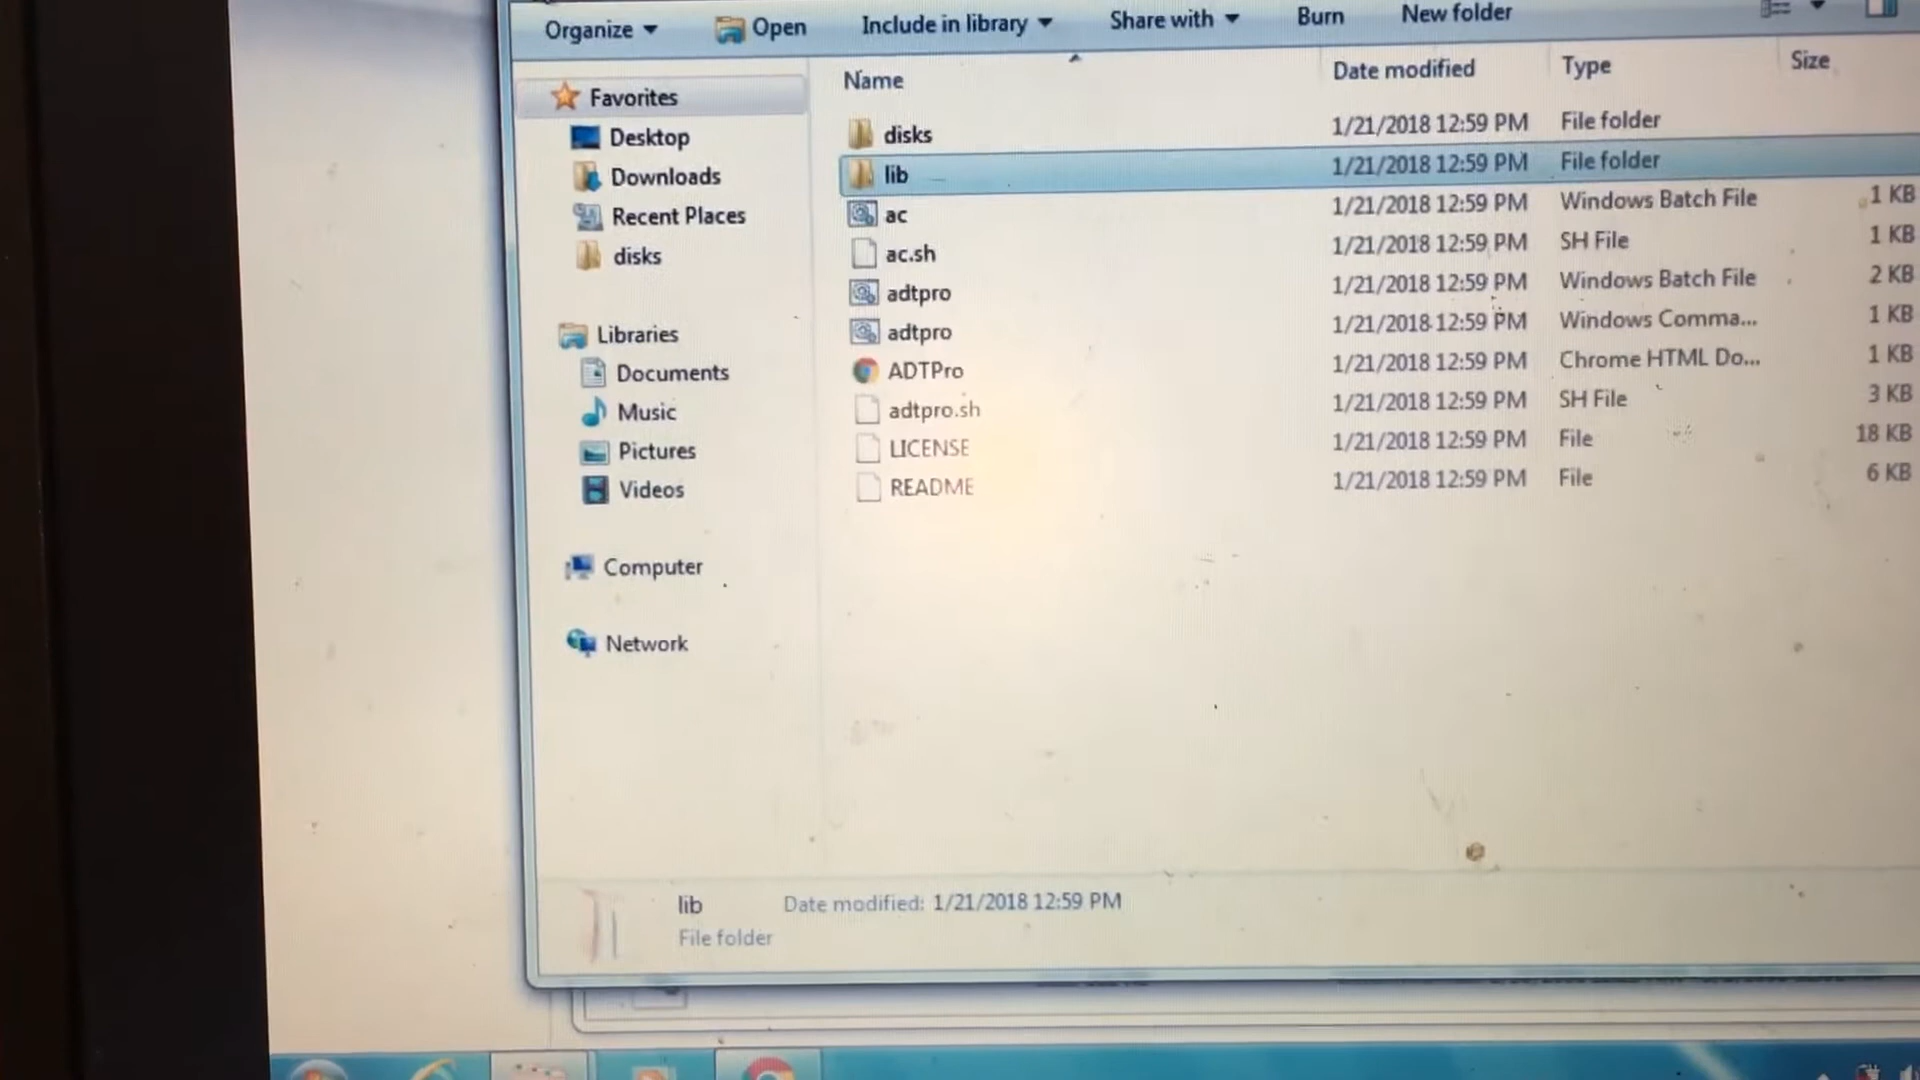 Organize Open Include in library Share with Burn New folder
Name Date modified Type Size
Favorites
Desktop
Downloads
Recent Places
disks
Libraries
Documents
Music
Pictures
Videos
Computer
Network
disks 1/21/2018 12:59 PM File folder
lib 1/21/2018 12:59 PM File folder
ac 1/21/2018 12:59 PM Windows Batch File 1 KB
ac.sh 1/21/2018 12:59 PM SH File 1 KB
adtpro 1/21/2018 12:59 PM Windows Batch File 2 KB
adtpro 1/21/2018 12:59 PM Windows Comma... 1 KB
ADTPro 1/21/2018 12:59 PM Chrome HTML Do... 1 KB
adtpro.sh 1/21/2018 12:59 PM SH File 3 KB
LICENSE 1/21/2018 12:59 PM File 18 KB
README 1/21/2018 12:59 PM File 6 KB
lib Date modified: 1/21/2018 12:59 PM
File folder